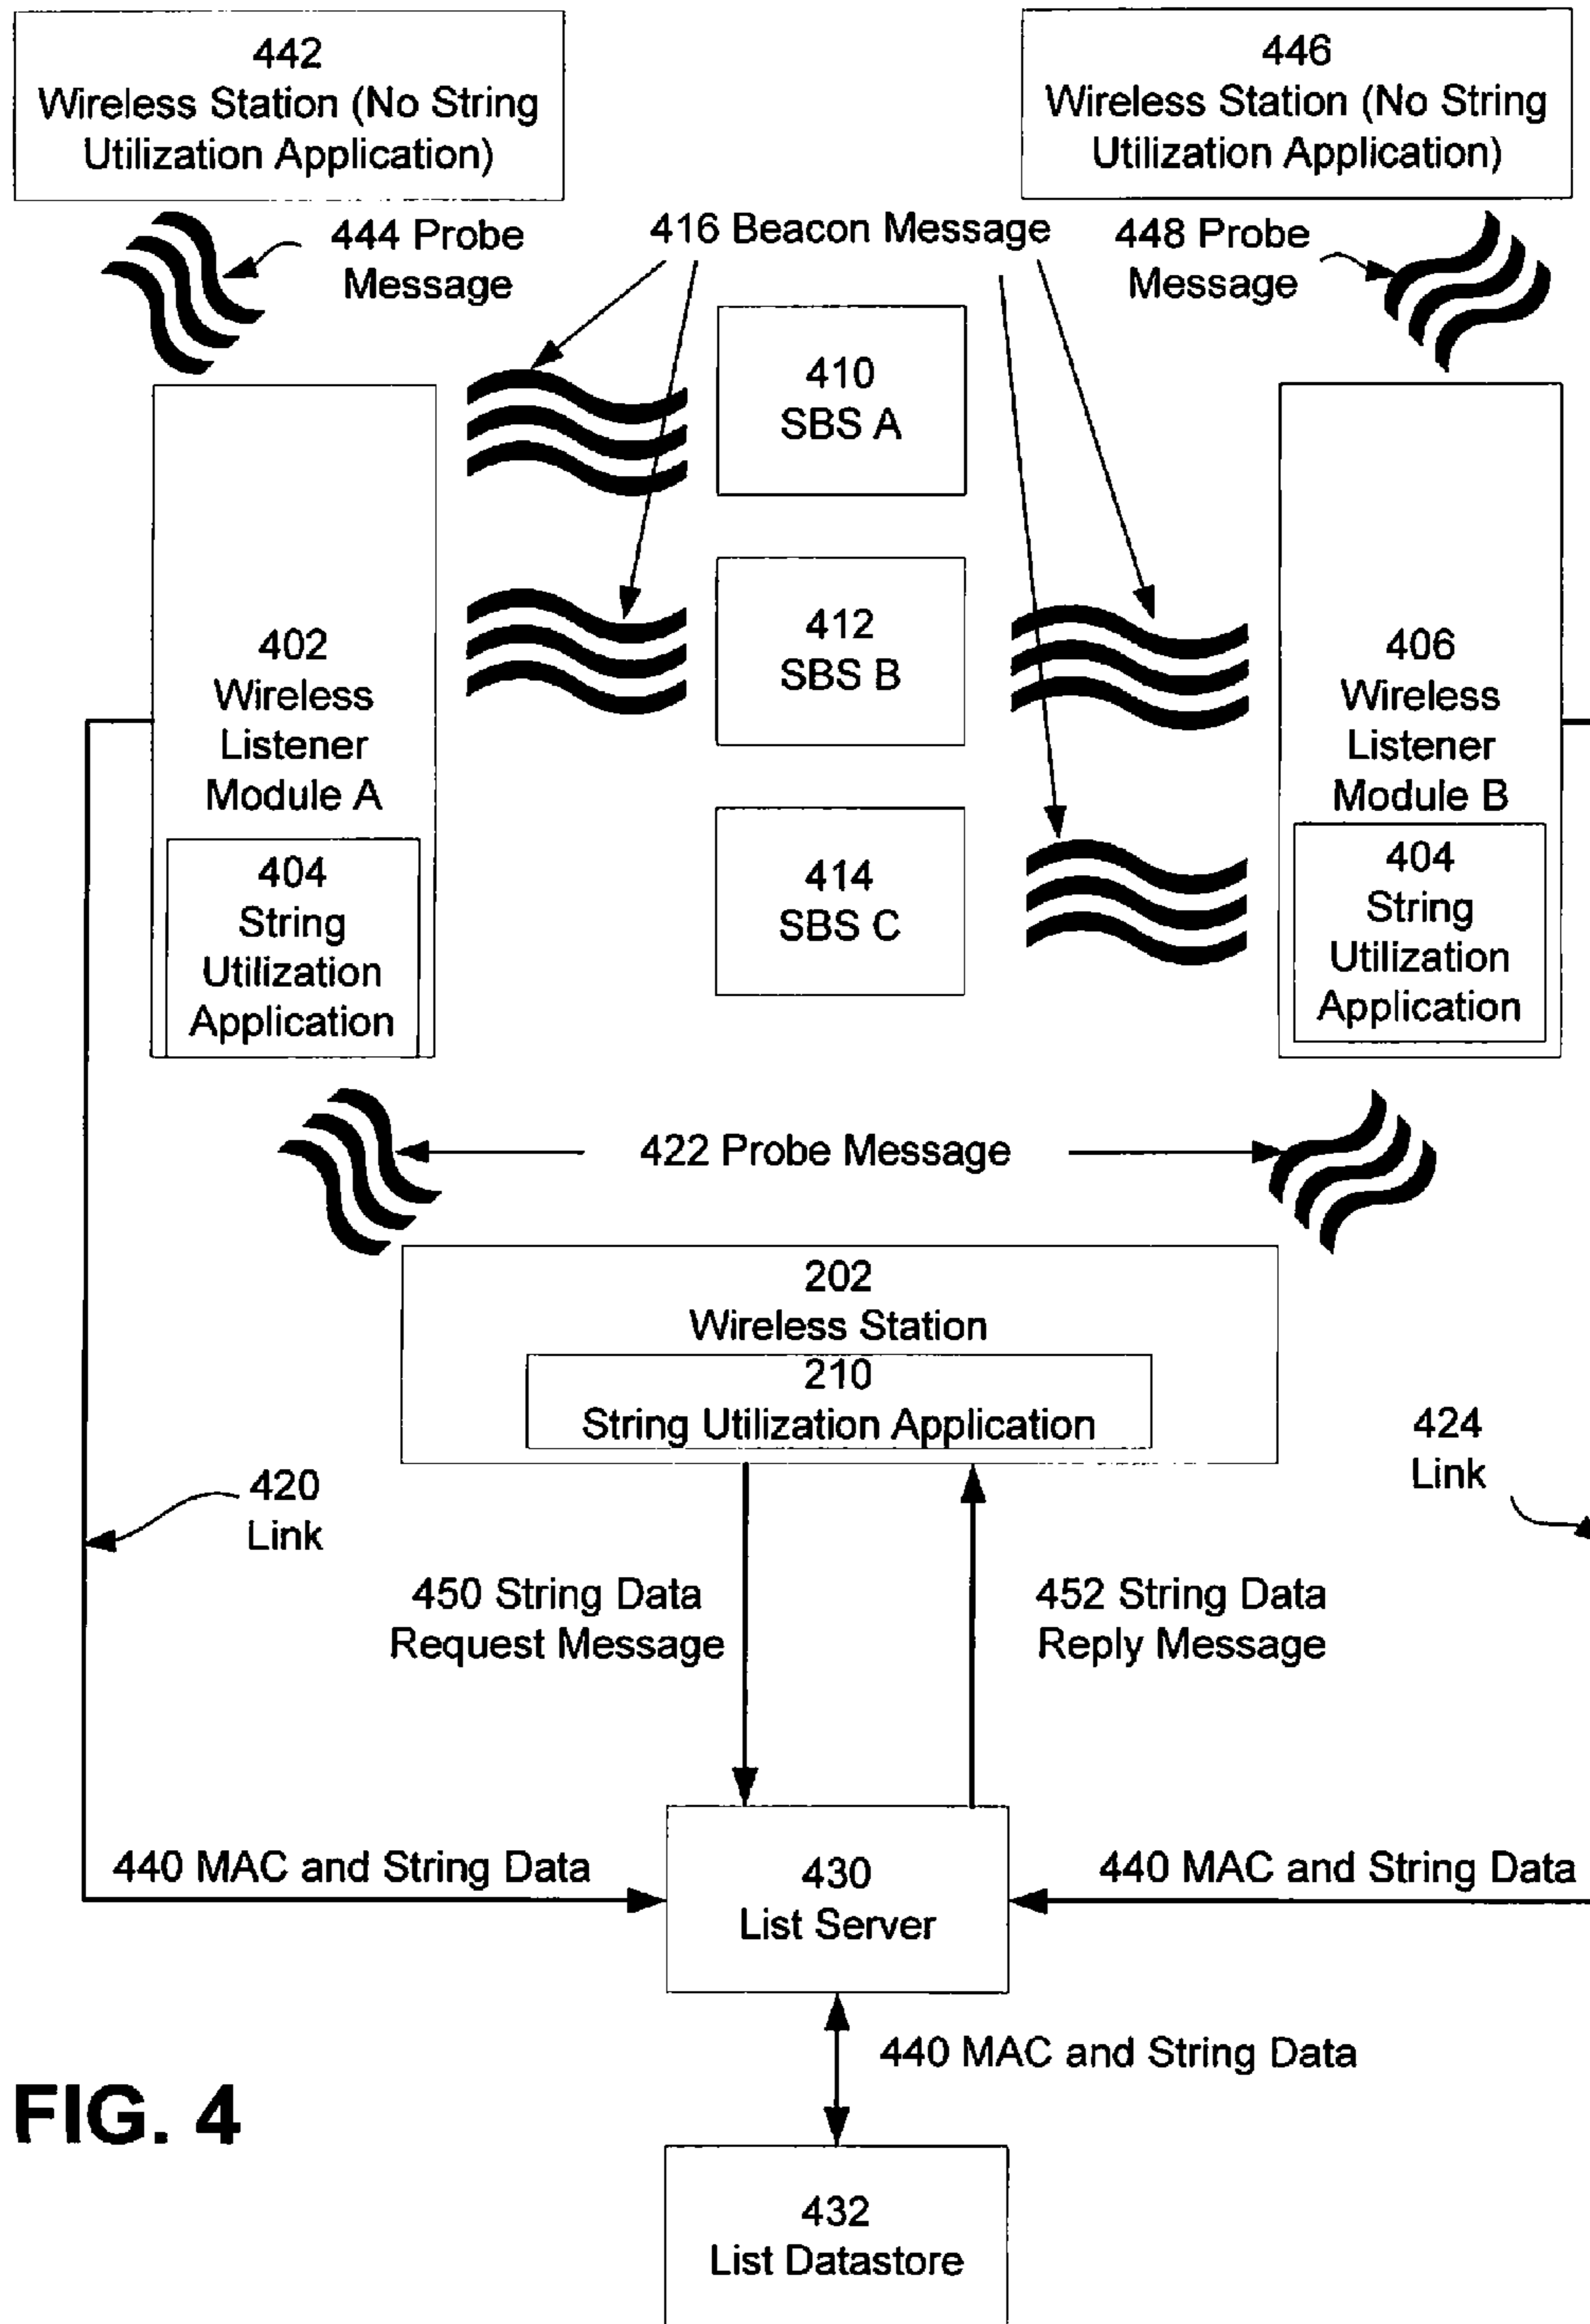 442
Wireless Station (No String
Utilization Application)
446
Wireless Station (No String
Utilization Application)
444 Probe
Message
416 Beacon Message
448 Probe
Message
410
SBS A
412
SBS B
414
SBS C
402
Wireless
Listener
Module A
404
String
Utilization
Application
406
Wireless
Listener
Module B
404
String
Utilization
Application
422 Probe Message
202
Wireless Station
210
String Utilization Application
420
Link
424
Link
450 String Data
Request Message
452 String Data
Reply Message
440 MAC and String Data
430
List Server
440 MAC and String Data
440 MAC and String Data
FIG. 4
432
List Datastore